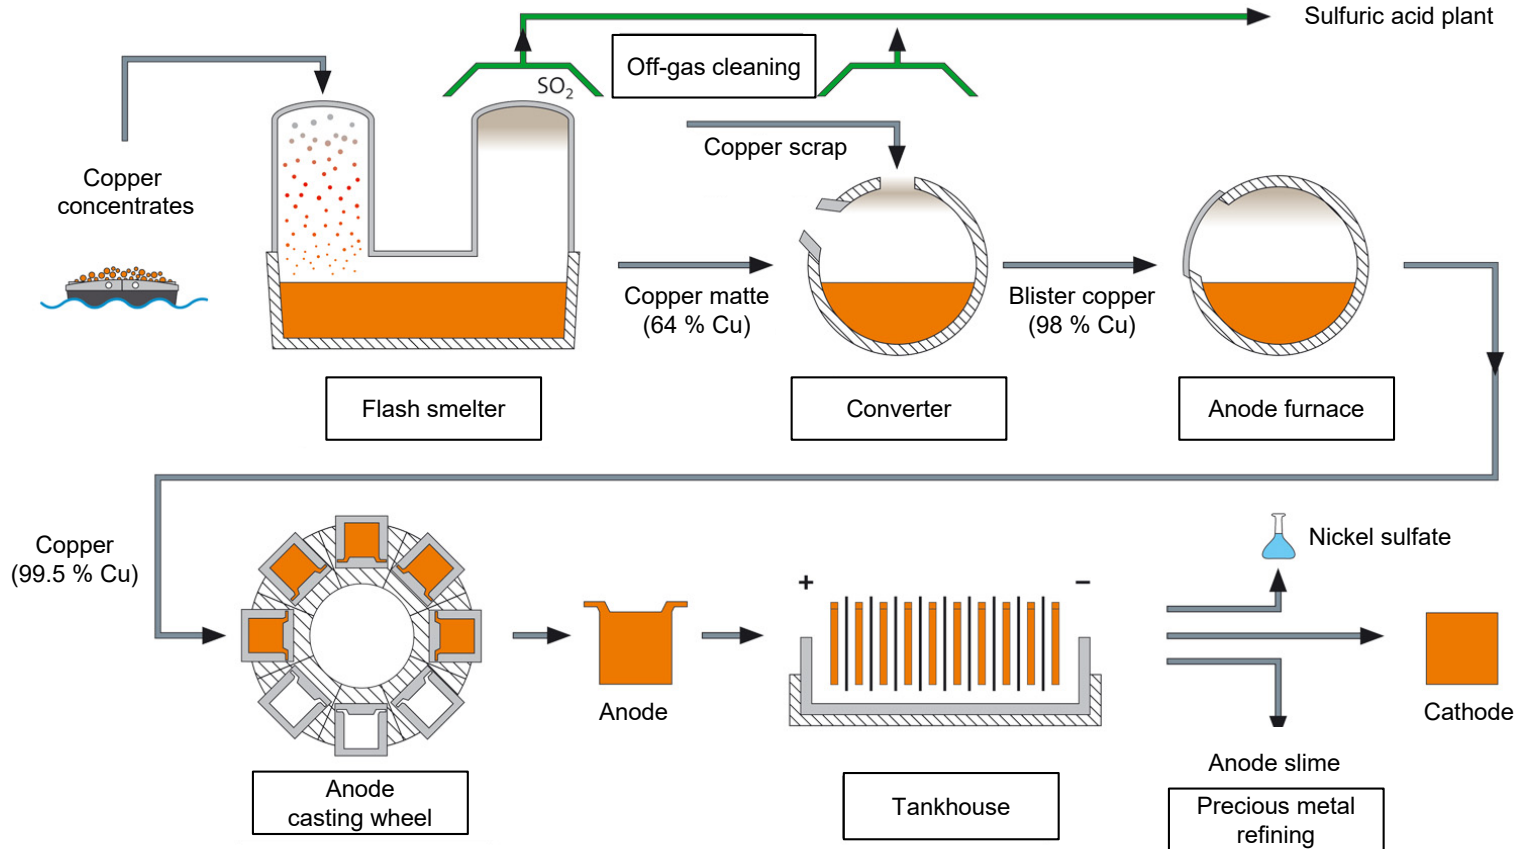 Sulfuric acid plant
Off-gas cleaning
SO₂
Copper scrap
Copper
concentrates
Copper matte
(64 % Cu)
Blister copper
(98 % Cu)
Flash smelter
Converter
Anode furnace
Copper
(99.5 % Cu)
+
–
Nickel sulfate
Anode
Cathode
Anode slime
Anode
casting wheel
Tankhouse
Precious metal
refining